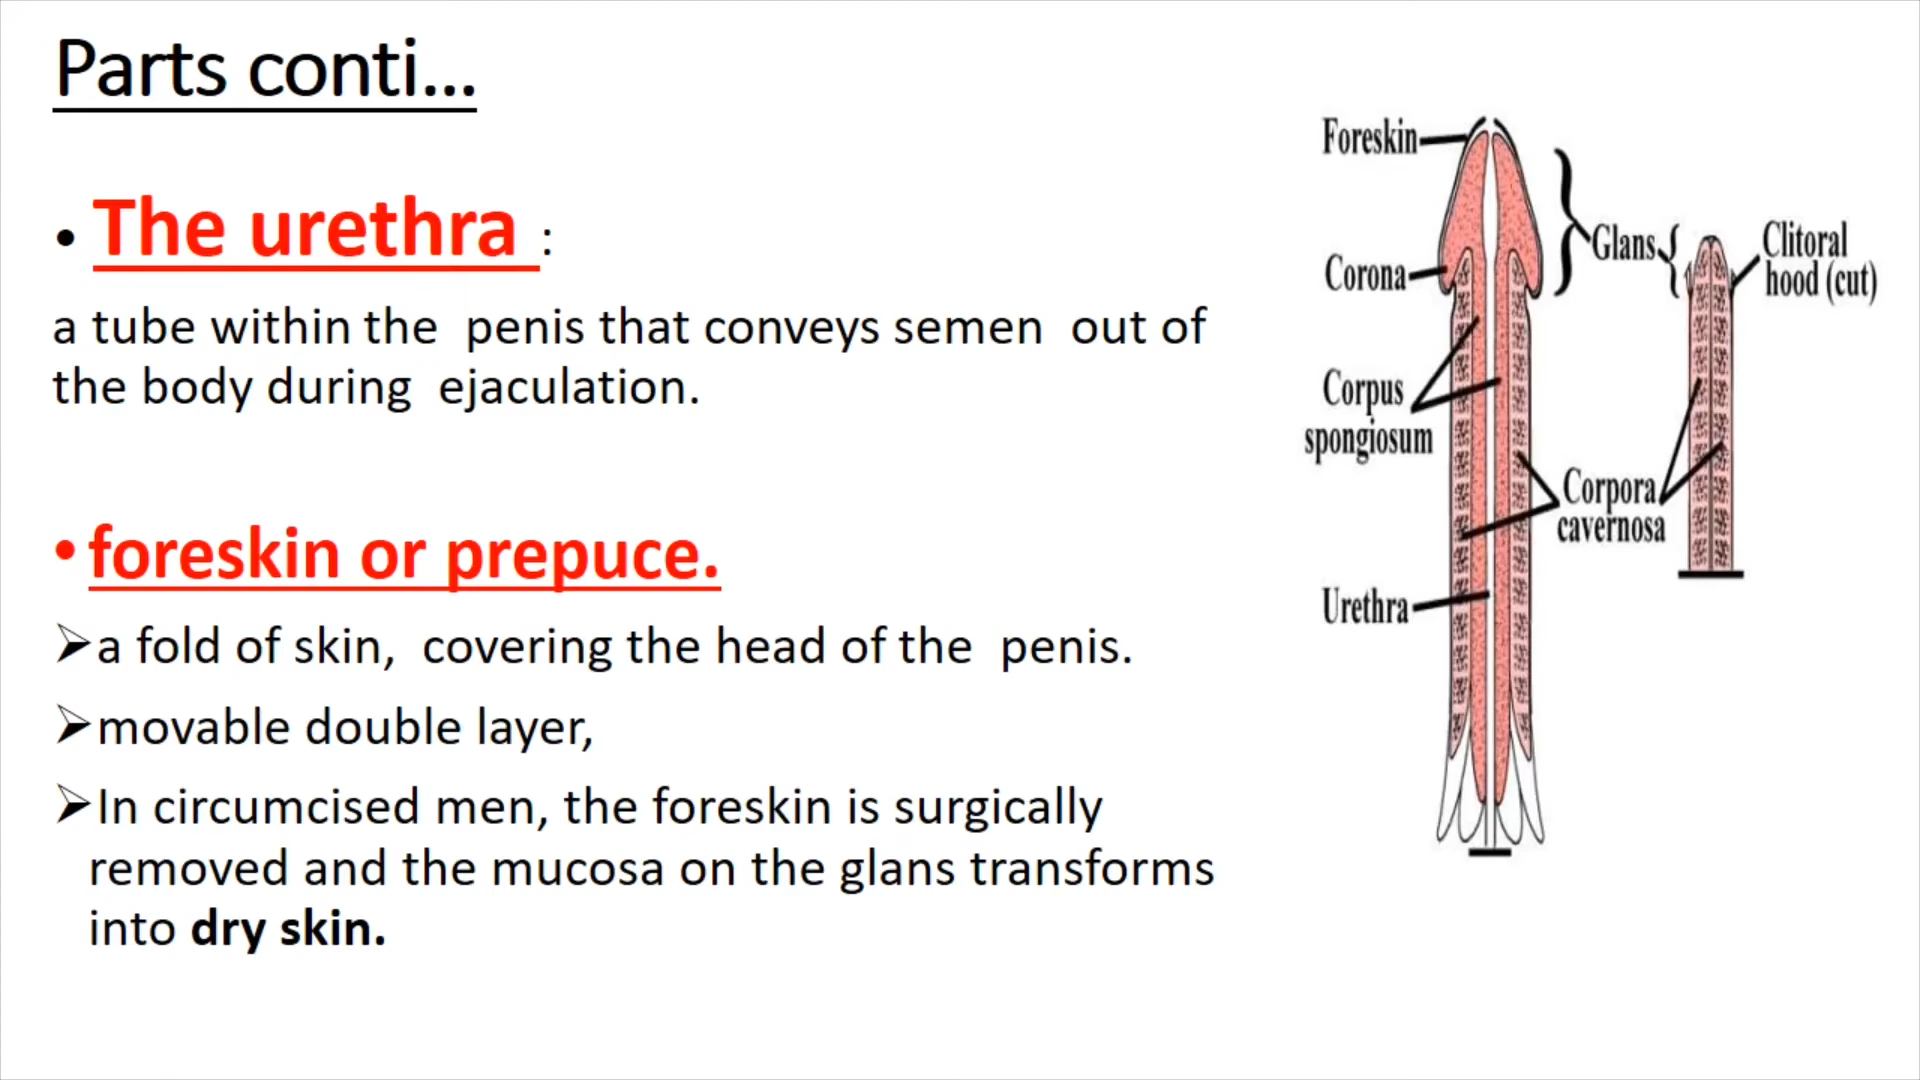 Parts conti...
• The urethra :
a tube within the penis that conveys semen out of
the body during ejaculation.
• foreskin or prepuce.
➢a fold of skin, covering the head of the penis.
➢movable double layer,
➢In circumcised men, the foreskin is surgically
removed and the mucosa on the glans transforms
into dry skin.
Foreskin
Corona
Corpus
spongiosum
Urethra
Glans
Clitoral
hood (cut)
Corpora
cavernosa